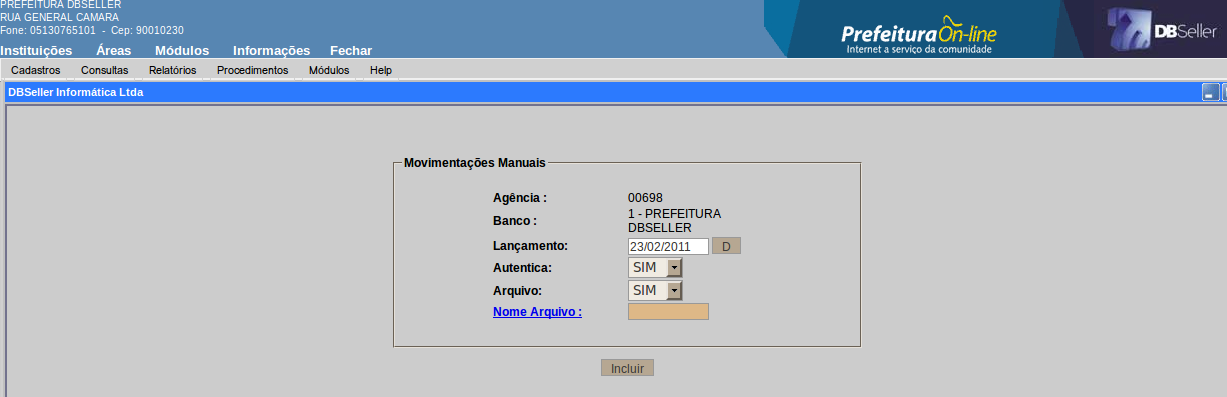 PREFEITURA DBSELLER
RUA GENERAL CAMARA
Fone: 05130765101 - Cep: 90010230
PrefeituraOn-line
Internet a serviço da comunidade
DBSeller
Instituições Áreas Módulos Informações Fechar
Cadastros Consultas Relatórios Procedimentos Módulos Help
DBSeller Informática Ltda
Movimentações Manuais
Agência : 00698
Banco : 1 - PREFEITURA
DBSELLER
Lançamento: 23/02/2011 D
Autentica: SIM
Arquivo: SIM
Nome Arquivo :
Incluir